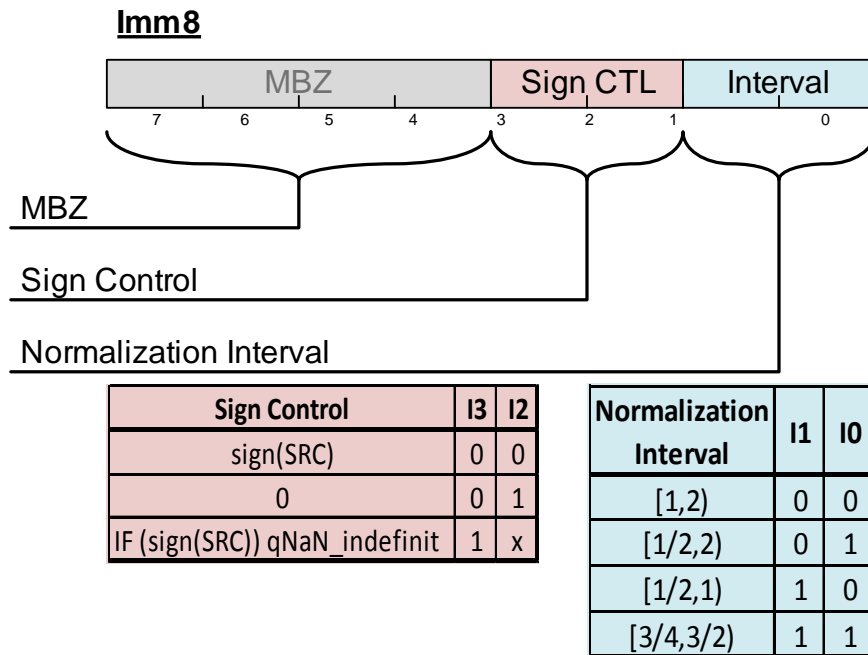 Imm8
MBZ Sign CTL Interval
7 6 5 4 3 2 1 0
MBZ
Sign Control
Normalization Interval
Sign Control I3 I2
sign(SRC) 0 0
0 0 1
IF (sign(SRC)) qNaN_indefinit 1 x
Normalization
Interval I1 I0
[1,2) 0 0
[1/2,2) 0 1
[1/2,1) 1 0
[3/4,3/2) 1 1